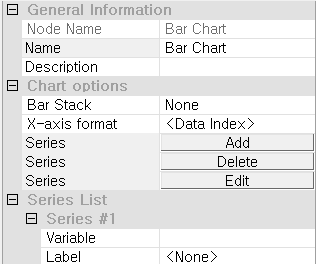 General Information
Node Name Bar Chart
Name Bar Chart
Description
Chart options
Bar Stack None
X-axis format <Data Index>
Series Add
Series Delete
Series Edit
Series List
Series #1
Variable
Label <None>